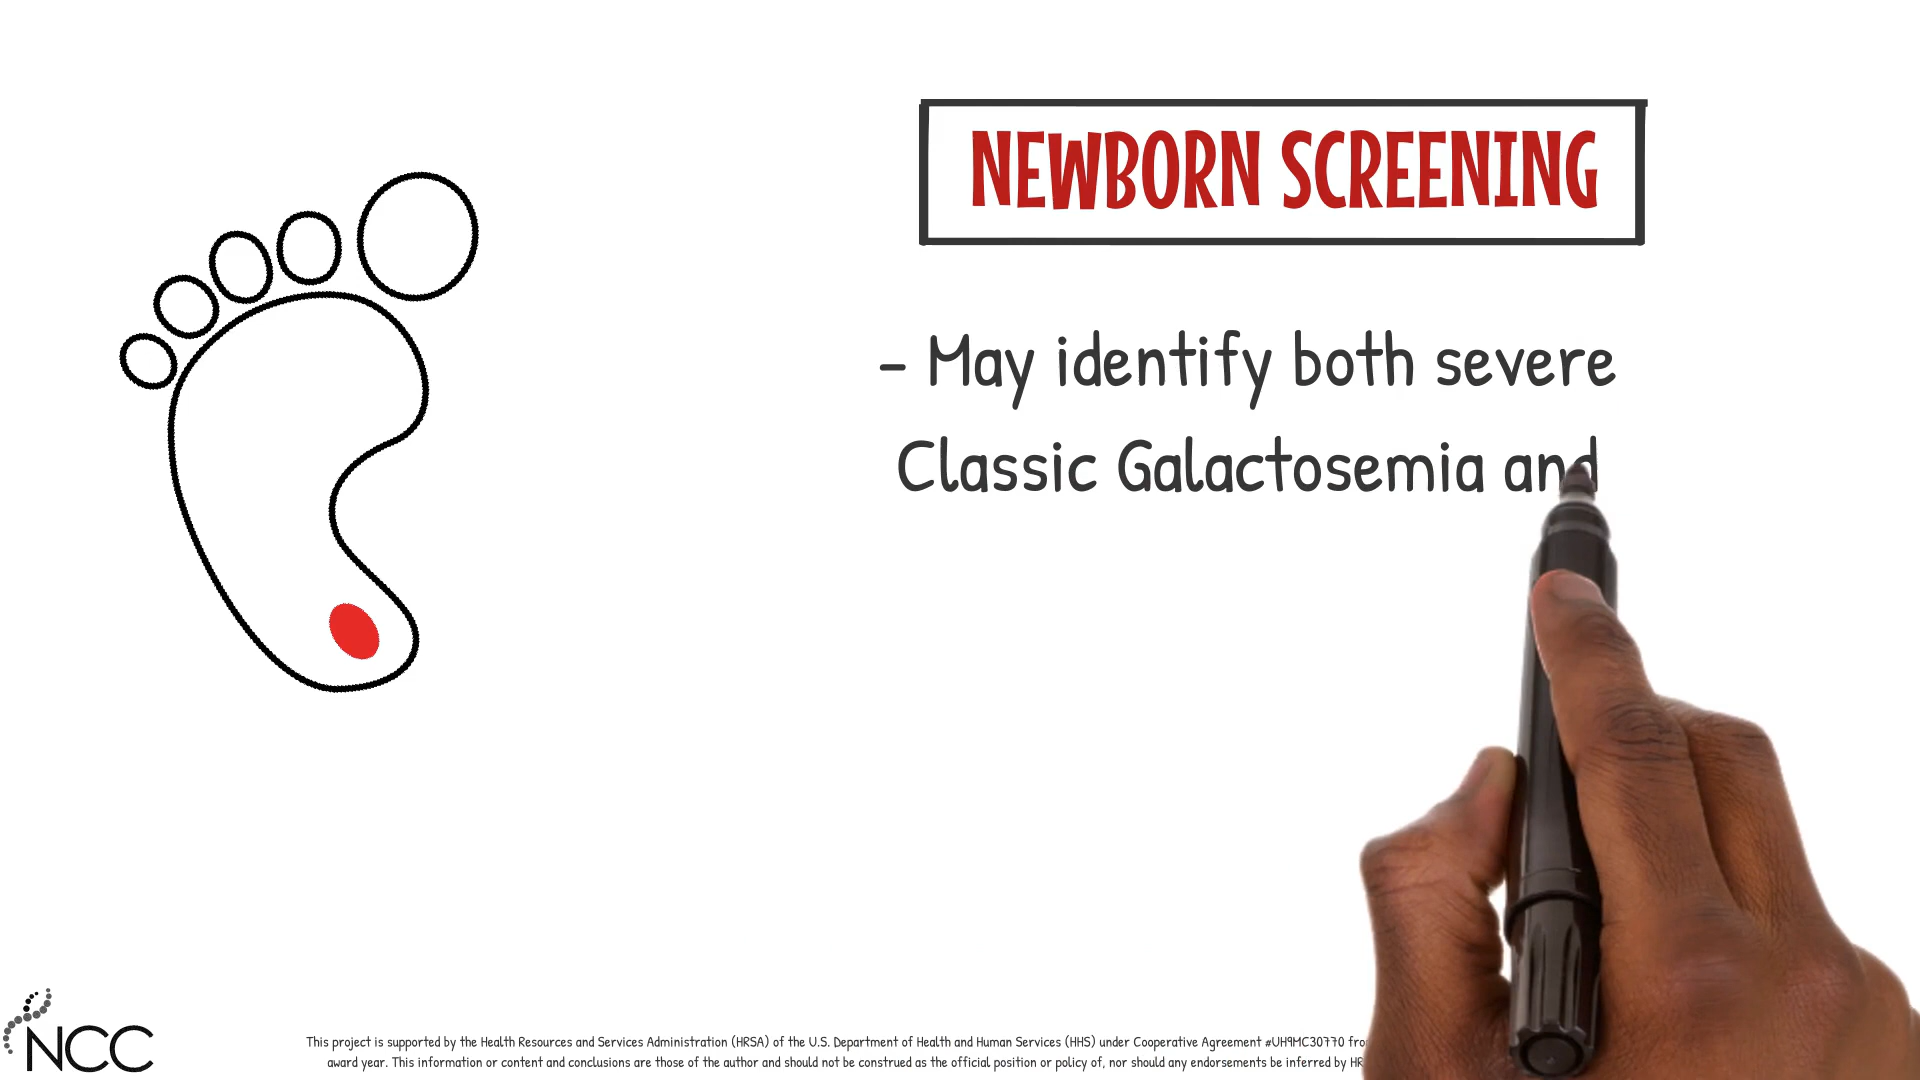 NEWBORN SCREENING
- May identify both severe
Classic Galactosemia and
NCC
This project is supported by the Health Resources and Services Administration (HRSA) of the U.S. Department of Health and Human Services (HHS) under Cooperative Agreement #UH9MC30770
award year. This information or content and conclusions are those of the author and should not be construed as the official position or policy of, nor should any endorsements be inferred by